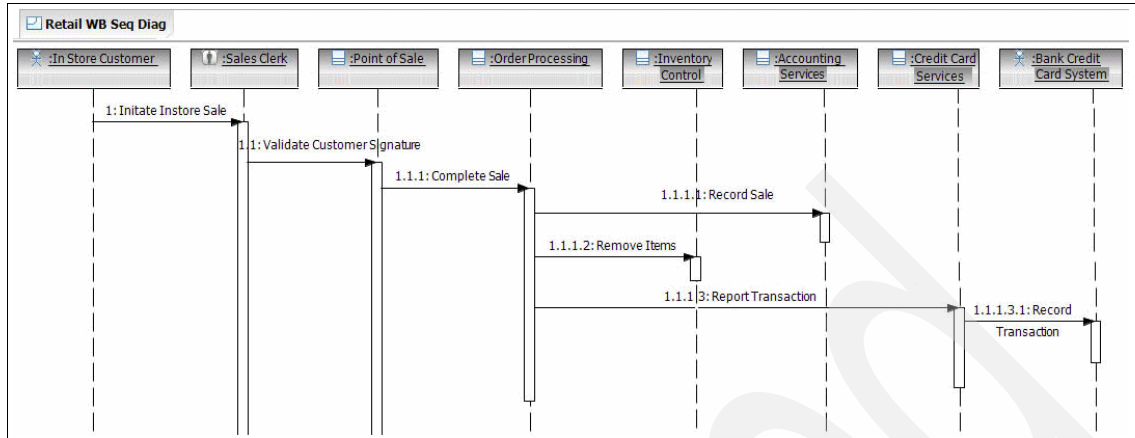 Retail WB Seq Diag
:In Store Customer
:Sales Clerk
:Point of Sale
:Order Processing
:Inventory
Control
:Accounting
Services
:Credit Card
Services
:Bank Credit
Card System
1: Initate Instore Sale
1.1: Validate Customer Signature
1.1.1: Complete Sale
1.1.1.1: Record Sale
1.1.1.2: Remove Items
1.1.1.3: Report Transaction
1.1.1.3.1: Record
Transaction